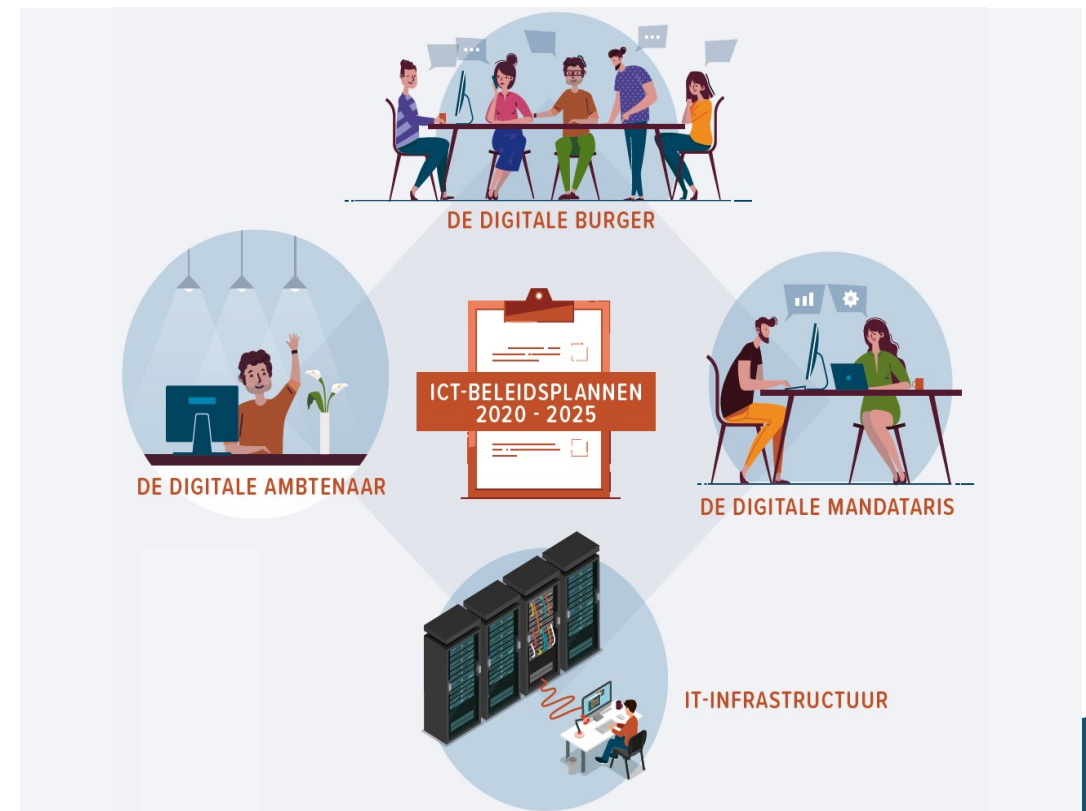 DE DIGITALE BURGER
ICT-BELEIDSPLANNEN
2020 - 2025
DE DIGITALE AMBTENAAR
DE DIGITALE MANDATARIS
IT-INFRASTRUCTUUR